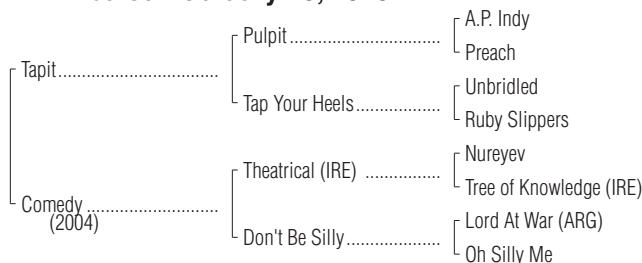 Pulpit........................................ A.P. Indy
Preach
Tapit...........................................
Tap Your Heels...................... Unbridled
Ruby Slippers
Theatrical (IRE) .................... Nureyev
Tree of Knowledge (IRE)
Comedy ...................................
(2004)
Don't Be Silly......................... Lord At War (ARG)
Oh Silly Me